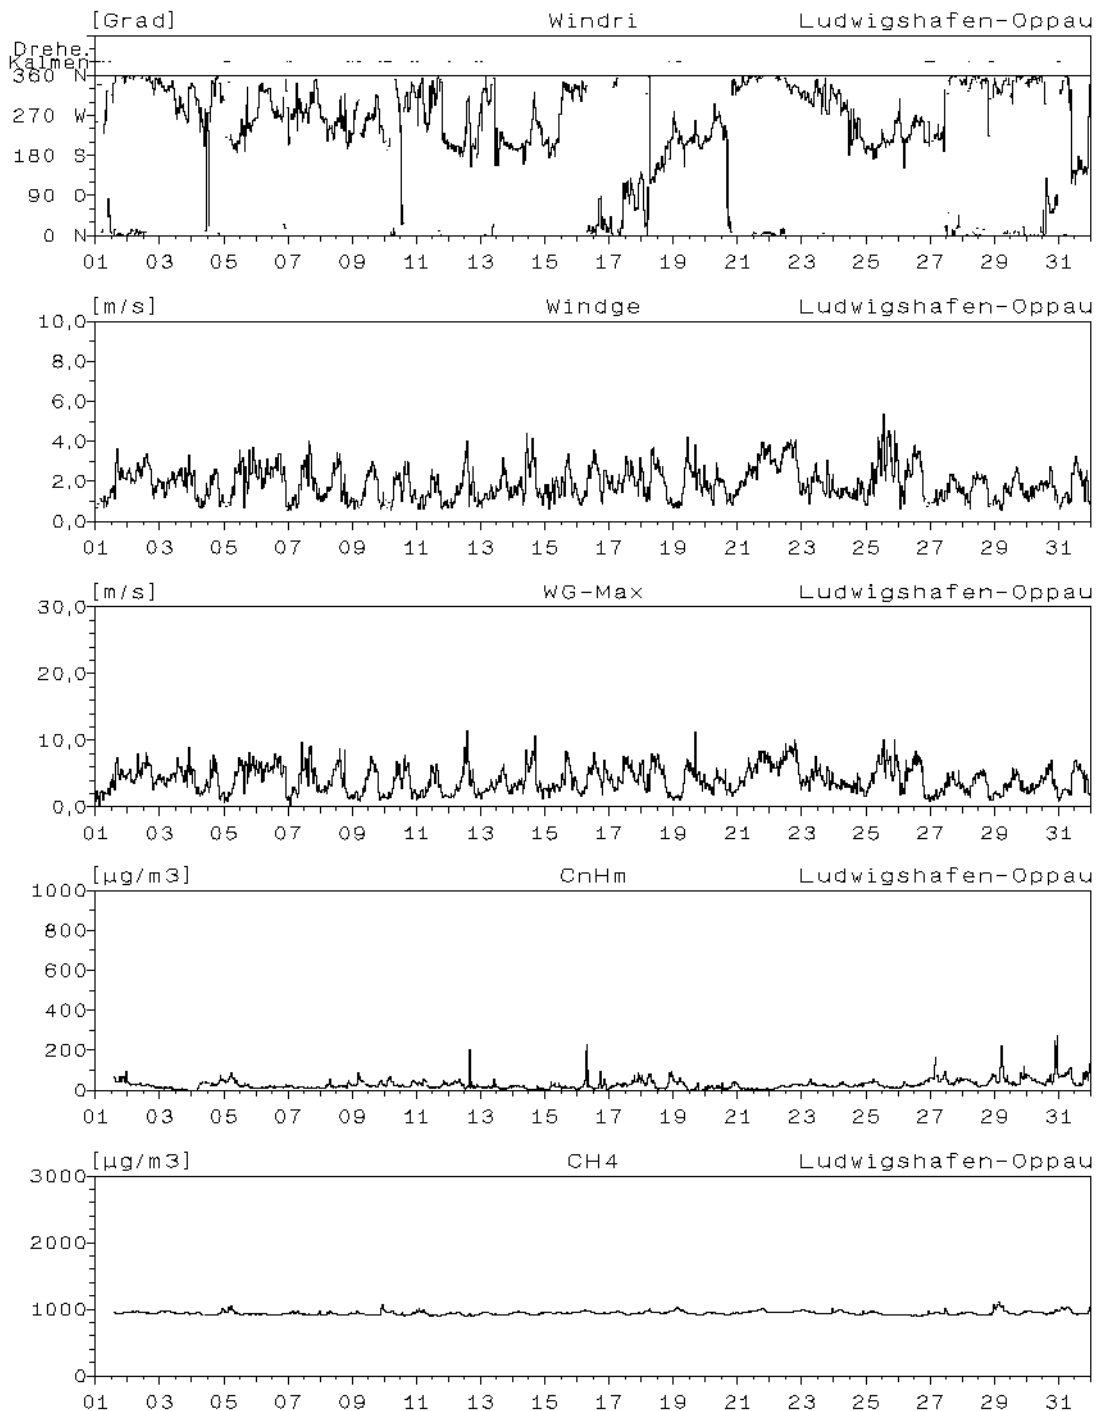 [Grad] Windri Ludwigshafen-Oppau
Drehe.
Kalmen
360 N
270 W
180 S
90 O
0 N
01 03 05 07 09 11 13 15 17 19 21 23 25 27 29 31
[m/s] Windge Ludwigshafen-Oppau
10,0
8,0
6,0
4,0
2,0
0,0
01 03 05 07 09 11 13 15 17 19 21 23 25 27 29 31
[m/s] WG-Max Ludwigshafen-Oppau
30,0
20,0
10,0
0,0
01 03 05 07 09 11 13 15 17 19 21 23 25 27 29 31
[µg/m3] CnHm Ludwigshafen-Oppau
1000
800
600
400
200
0
01 03 05 07 09 11 13 15 17 19 21 23 25 27 29 31
[µg/m3] CH4 Ludwigshafen-Oppau
3000
2000
1000
0
01 03 05 07 09 11 13 15 17 19 21 23 25 27 29 31